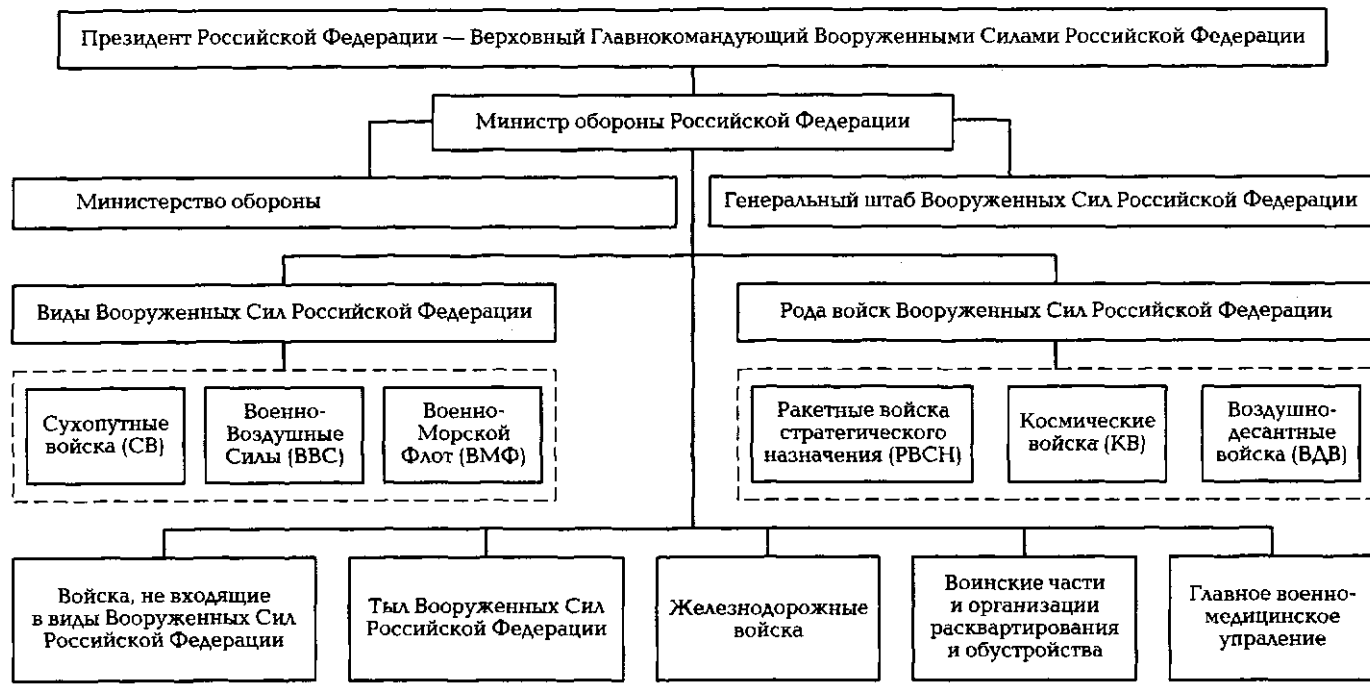 Президент Российской Федерации — Верховный Главнокомандующий Вооруженными Силами Российской Федерации
Министр обороны Российской Федерации
Министерство обороны
Генеральный штаб Вооруженных Сил Российской Федерации
Виды Вооруженных Сил Российской Федерации
Рода войск Вооруженных Сил Российской Федерации
Сухопутные
войска (СВ)
Военно-
Воздушные
Силы (ВВС)
Военно-
Морской
Флот (ВМФ)
Ракетные войска
стратегического
назначения (РВСН)
Космические
войска (КВ)
Воздушно-
десантные
войска (ВДВ)
Войска, не входящие
в виды Вооруженных Сил
Российской Федерации
Тыл Вооруженных Сил
Российской Федерации
Железнодорожные
войска
Воинские части
и организации
расквартирования
и обустройства
Главное военно-
медицинское
упраление